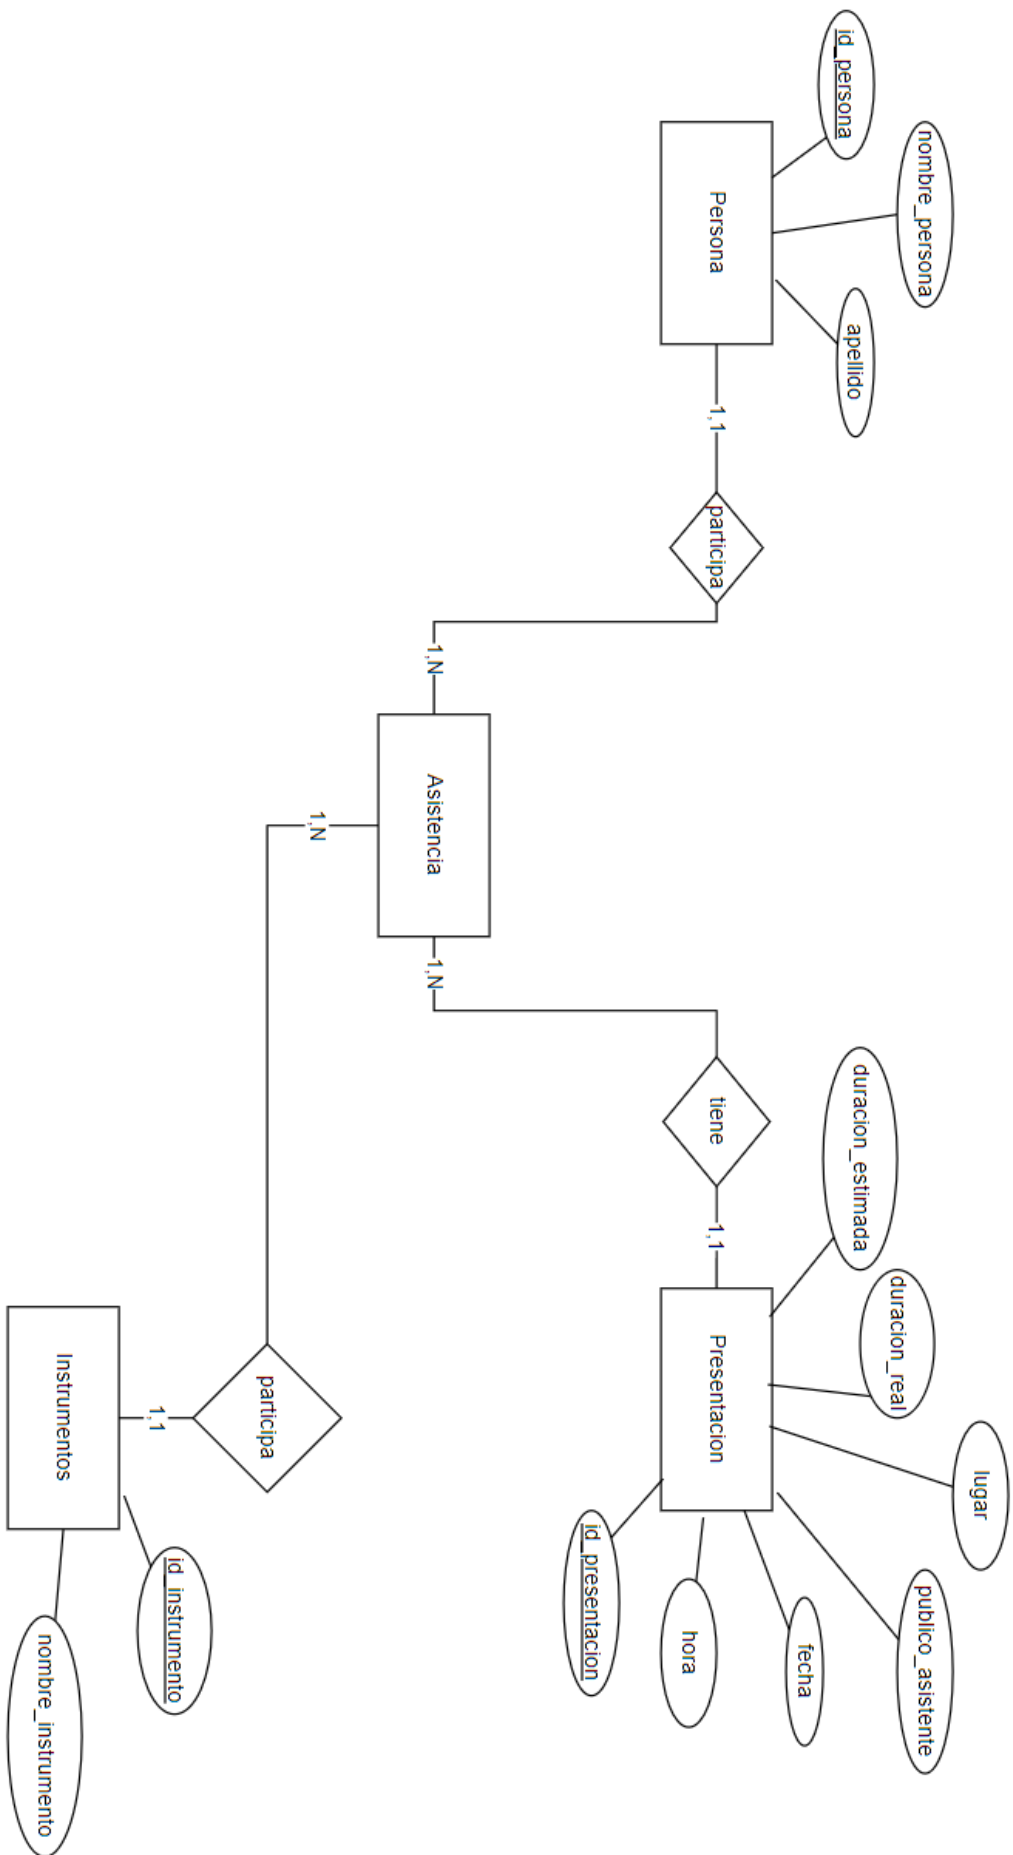 id_persona
nombre_persona
apellido
Persona
1,1
participa
1,N
Asistencia
1,N
1,N
tiene
1,1
duracion_estimada
duracion_real
lugar
publico_asistente
fecha
hora
id_presentacion
Presentacion
participa
1,1
Instrumentos
id_instrumento
nombre_instrumento